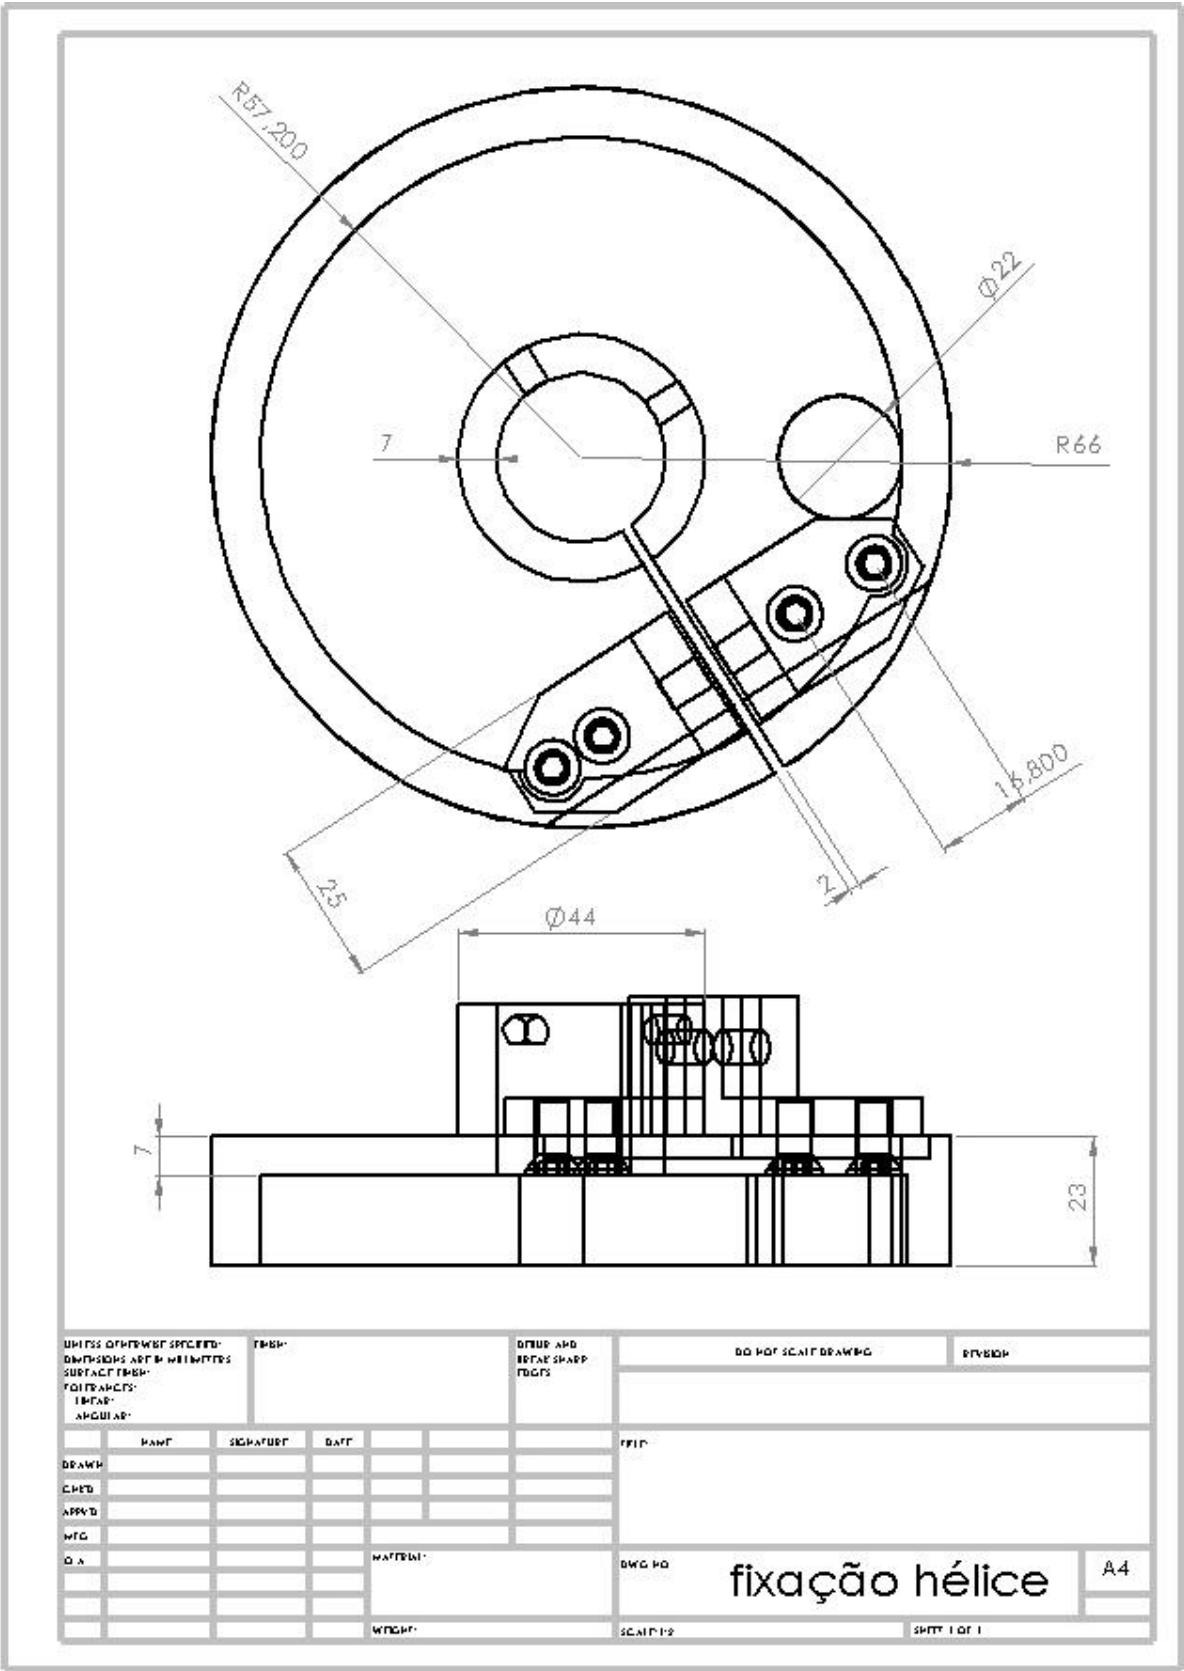 R57,200
Φ22
7
R66
16,800
25
2
Ø44
7
23
UNLESS OTHERWISE SPECIFIED:
DIMENSIONS ARE IN MILLIMETERS
SURFACE FINISH:
TOLERANCES:
LINEAR:
ANGULAR:
FINISH:
DEBUR AND
BREAK SHARP
EDGES
DO NOT SCALE DRAWING
REVISION
NAME
SIGNATURE
DATE
TITLE:
DRAWN
CHK'D
APPV'D
MFG
Q.A
MATERIAL:
DWG NO.
fixação hélice
A4
WEIGHT:
SCALE:1:2
SHEET 1 OF 1